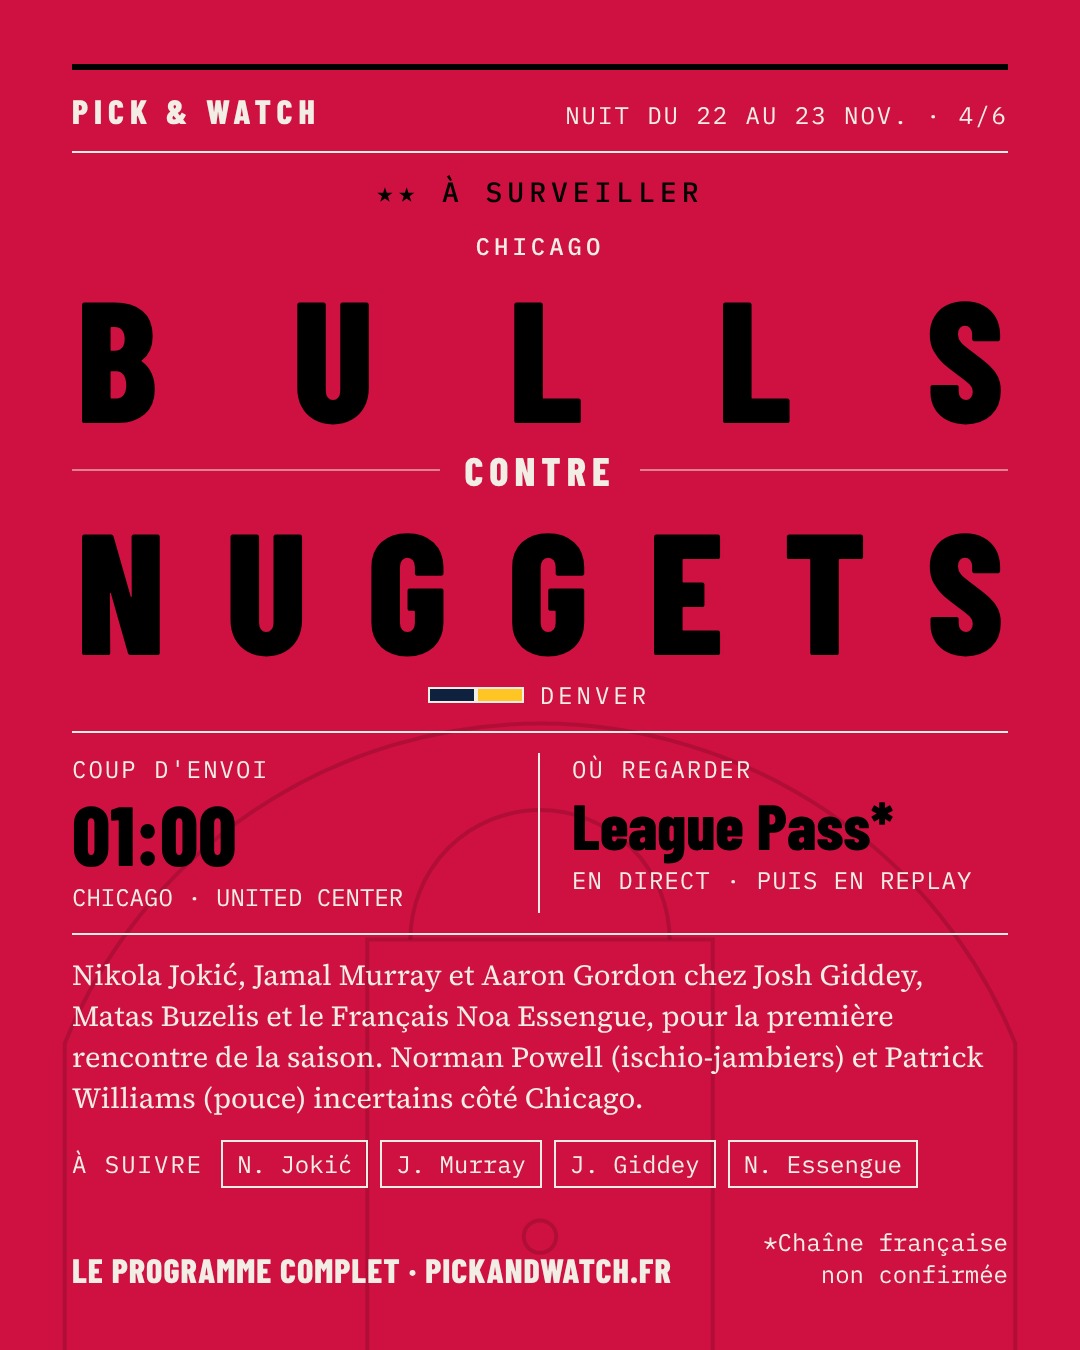 PICK & WATCH
NUIT DU 22 AU 23 NOV. · 4/6
★★ À SURVEILLER
CHICAGO
BULLS
CONTRE
NUGGETS
DENVER
COUP D'ENVOI
01:00
CHICAGO · UNITED CENTER
OÙ REGARDER
League Pass*
EN DIRECT · PUIS EN REPLAY
Nikola Jokić, Jamal Murray et Aaron Gordon chez Josh Giddey,
Matas Buzelis et le Français Noa Essengue, pour la première
rencontre de la saison. Norman Powell (ischio-jambiers) et Patrick
Williams (pouce) incertains côté Chicago.
À SUIVRE N. Jokić J. Murray J. Giddey N. Essengue
LE PROGRAMME COMPLET · PICKANDWATCH.FR
*Chaîne française
non confirmée